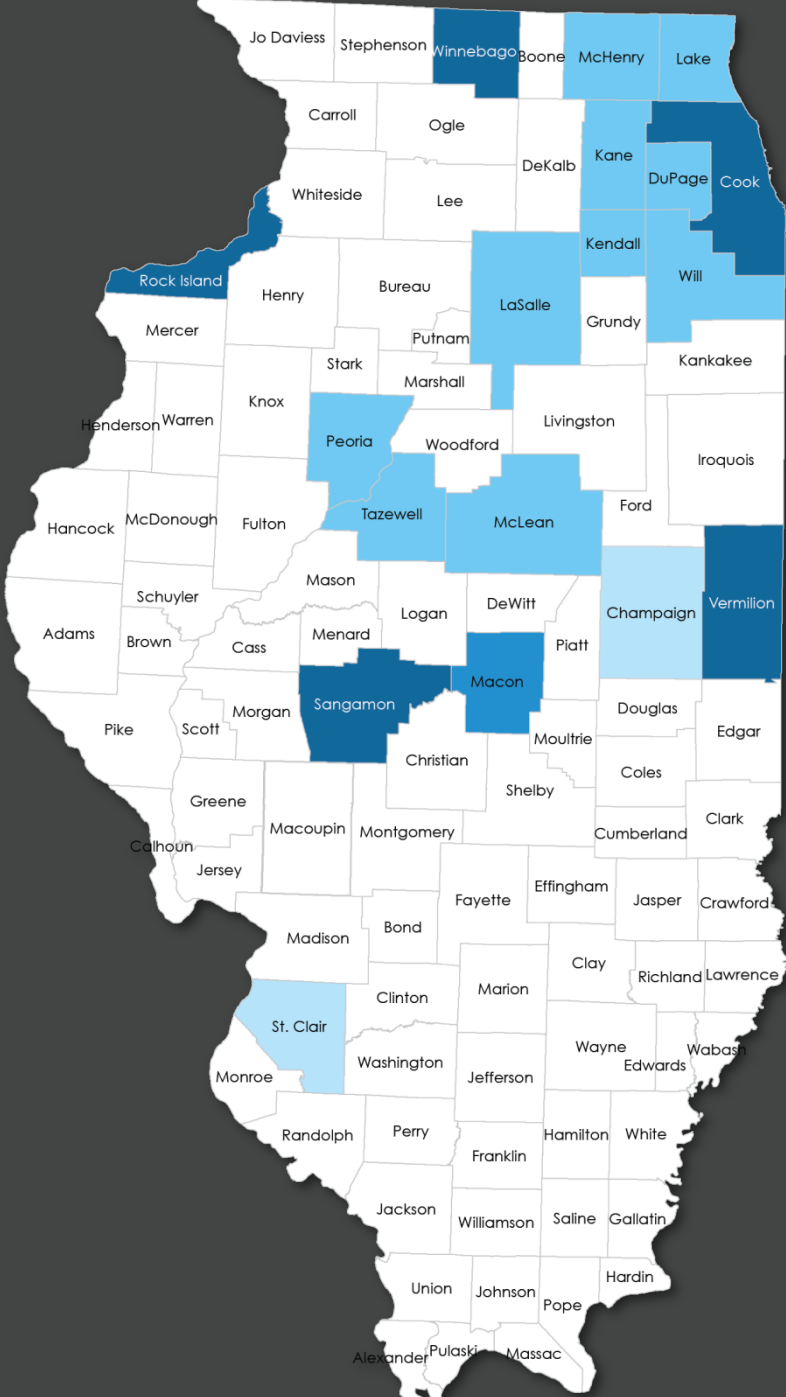 Jo Daviess
Stephenson
Winnebago
Boone
McHenry
Lake
Carroll
Ogle
DeKalb
Kane
DuPage
Cook
Whiteside
Lee
Kendall
Will
Rock Island
Henry
Bureau
LaSalle
Grundy
Mercer
Putnam
Kankakee
Stark
Marshall
Knox
Henderson
Warren
Livingston
Peoria
Woodford
Iroquois
Hancock
McDonough
Fulton
Tazewell
McLean
Ford
Mason
Schuyler
Logan
DeWitt
Champaign
Vermilion
Adams
Brown
Cass
Menard
Piatt
Sangamon
Macon
Pike
Scott
Morgan
Douglas
Edgar
Christian
Moultrie
Coles
Shelby
Greene
Macoupin
Montgomery
Cumberland
Clark
Calhoun
Jersey
Fayette
Effingham
Jasper
Crawford
Madison
Bond
Clay
Richland
Lawrence
Clinton
Marion
St. Clair
Washington
Wayne
Edwards
Wabash
Monroe
Jefferson
Randolph
Perry
Hamilton
White
Franklin
Jackson
Williamson
Saline
Gallatin
Union
Johnson
Pope
Hardin
Alexander
Pulaski
Massac